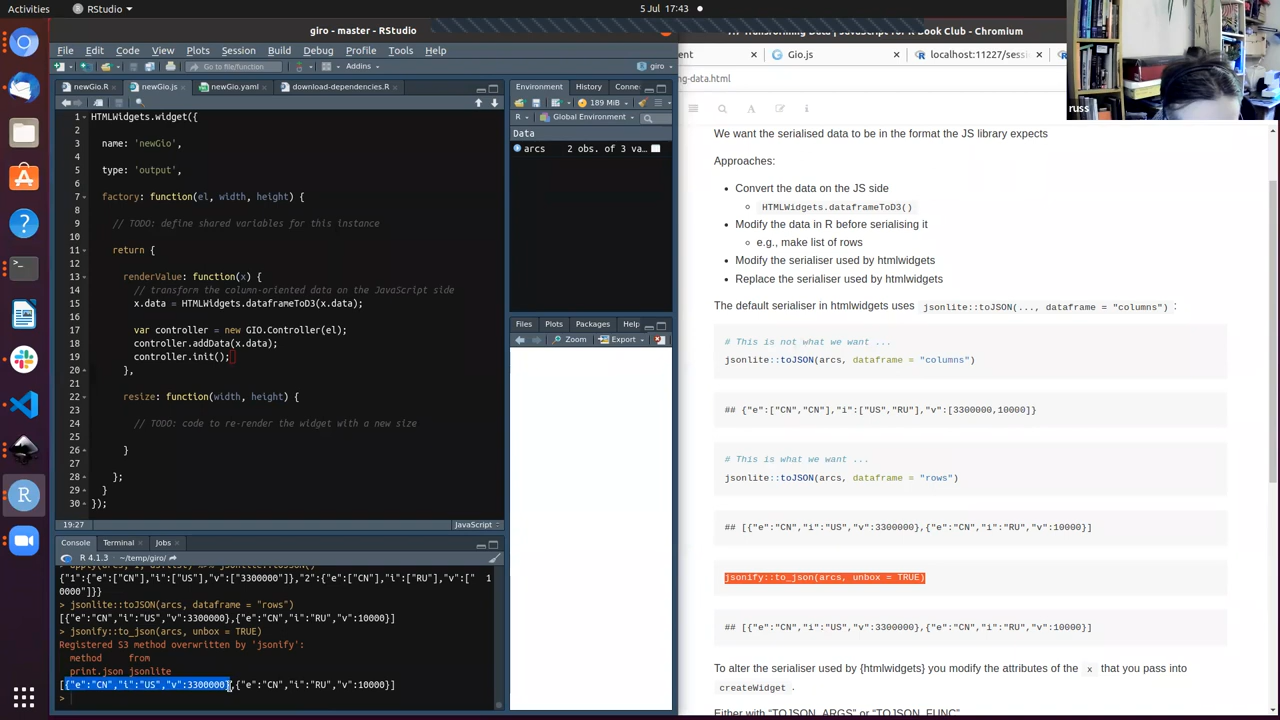 Activities
RStudio
5 Jul 17:43
giro - master - RStudio
Transforming Data | JavaScript for R Book Club - Chromium
File Edit Code View Plots Session Build Debug Profile Tools Help
Go to file/function
Addins
giro
ent
Gio.js
localhost:11227/sessi
ng-data.html
russ
newGio.R
newGio.js
newGio.yaml
download-dependencies.R
1 HTMLWidgets.widget({
2
3 name: 'newGio',
4
5 type: 'output',
6
7 factory: function(el, width, height) {
8
9 // TODO: define shared variables for this instance
10
11 return {
12
13 renderValue: function(x) {
14 // transform the column-oriented data on the JavaScript side
15 x.data = HTMLWidgets.dataframeToD3(x.data);
16
17 var controller = new GIO.Controller(el);
18 controller.addData(x.data);
19 controller.init();
20 },
21
22 resize: function(width, height) {
23
24 // TODO: code to re-render the widget with a new size
25
26 }
27
28 };
29 }
30 });
19:27
JavaScript
Environment
History
Connec
189 MiB
R
Global Environment
Data
arcs 2 obs. of 3 va…
Files Plots Packages Help
Zoom
Export
Console Terminal Jobs
R 4.1.3 · ~/temp/giro/
{"1":{"e":["CN"],"i":["US"],"v":["3300000"]},"2":{"e":["CN"],"i":["RU"],"v":[" 1
0000"]}}
> jsonlite::toJSON(arcs, dataframe = "rows")
[{"e":"CN","i":"US","v":3300000},{"e":"CN","i":"RU","v":10000}]
> jsonify::to_json(arcs, unbox = TRUE)
Registered S3 method overwritten by 'jsonify':
method from
print.json jsonlite
[{"e":"CN","i":"US","v":3300000},{"e":"CN","i":"RU","v":10000}]
>
We want the serialised data to be in the format the JS library expects
Approaches:
• Convert the data on the JS side
◦ HTMLWidgets.dataframeToD3()
• Modify the data in R before serialising it
◦ e.g., make list of rows
• Modify the serialiser used by htmlwidgets
• Replace the serialiser used by htmlwidgets
The default serialiser in htmlwidgets uses jsonlite::toJSON(..., dataframe = "columns") :
# This is not what we want ...
jsonlite::toJSON(arcs, dataframe = "columns")
## {"e":["CN","CN"],"i":["US","RU"],"v":[3300000,10000]}
# This is what we want ...
jsonlite::toJSON(arcs, dataframe = "rows")
## [{"e":"CN","i":"US","v":3300000},{"e":"CN","i":"RU","v":10000}]
jsonify::to_json(arcs, unbox = TRUE)
## [{"e":"CN","i":"US","v":3300000},{"e":"CN","i":"RU","v":10000}]
To alter the serialiser used by {htmlwidgets} you modify the attributes of the x that you pass into
createWidget .
Either with "TOJSON_ARGS" or "TOJSON_FUNC"